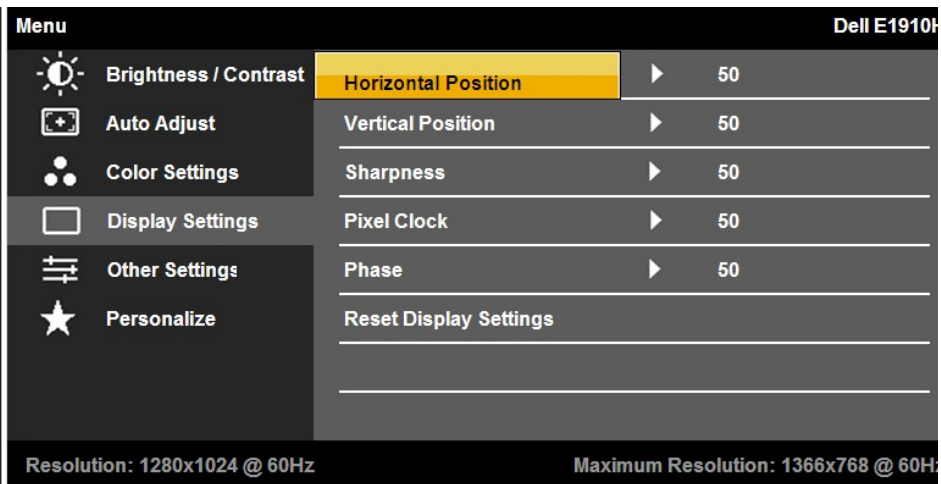 Menu Dell E1910H
Brightness / Contrast Horizontal Position 50
Auto Adjust Vertical Position 50
Color Settings Sharpness 50
Display Settings Pixel Clock 50
Other Settings Phase 50
Personalize Reset Display Settings
Resolution: 1280x1024 @ 60Hz Maximum Resolution: 1366x768 @ 60Hz